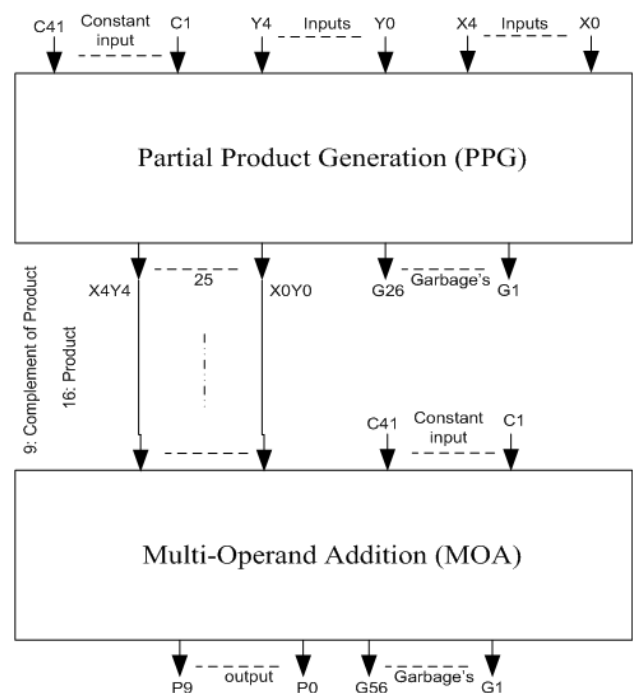 C41 Constant input C1 Y4 Inputs Y0 X4 Inputs X0
Partial Product Generation (PPG)
X4Y4 25 X0Y0 G26 Garbage's G1
9: Complement of Product
16: Product
C41 Constant input C1
Multi-Operand Addition (MOA)
P9 output P0 G56 Garbage's G1